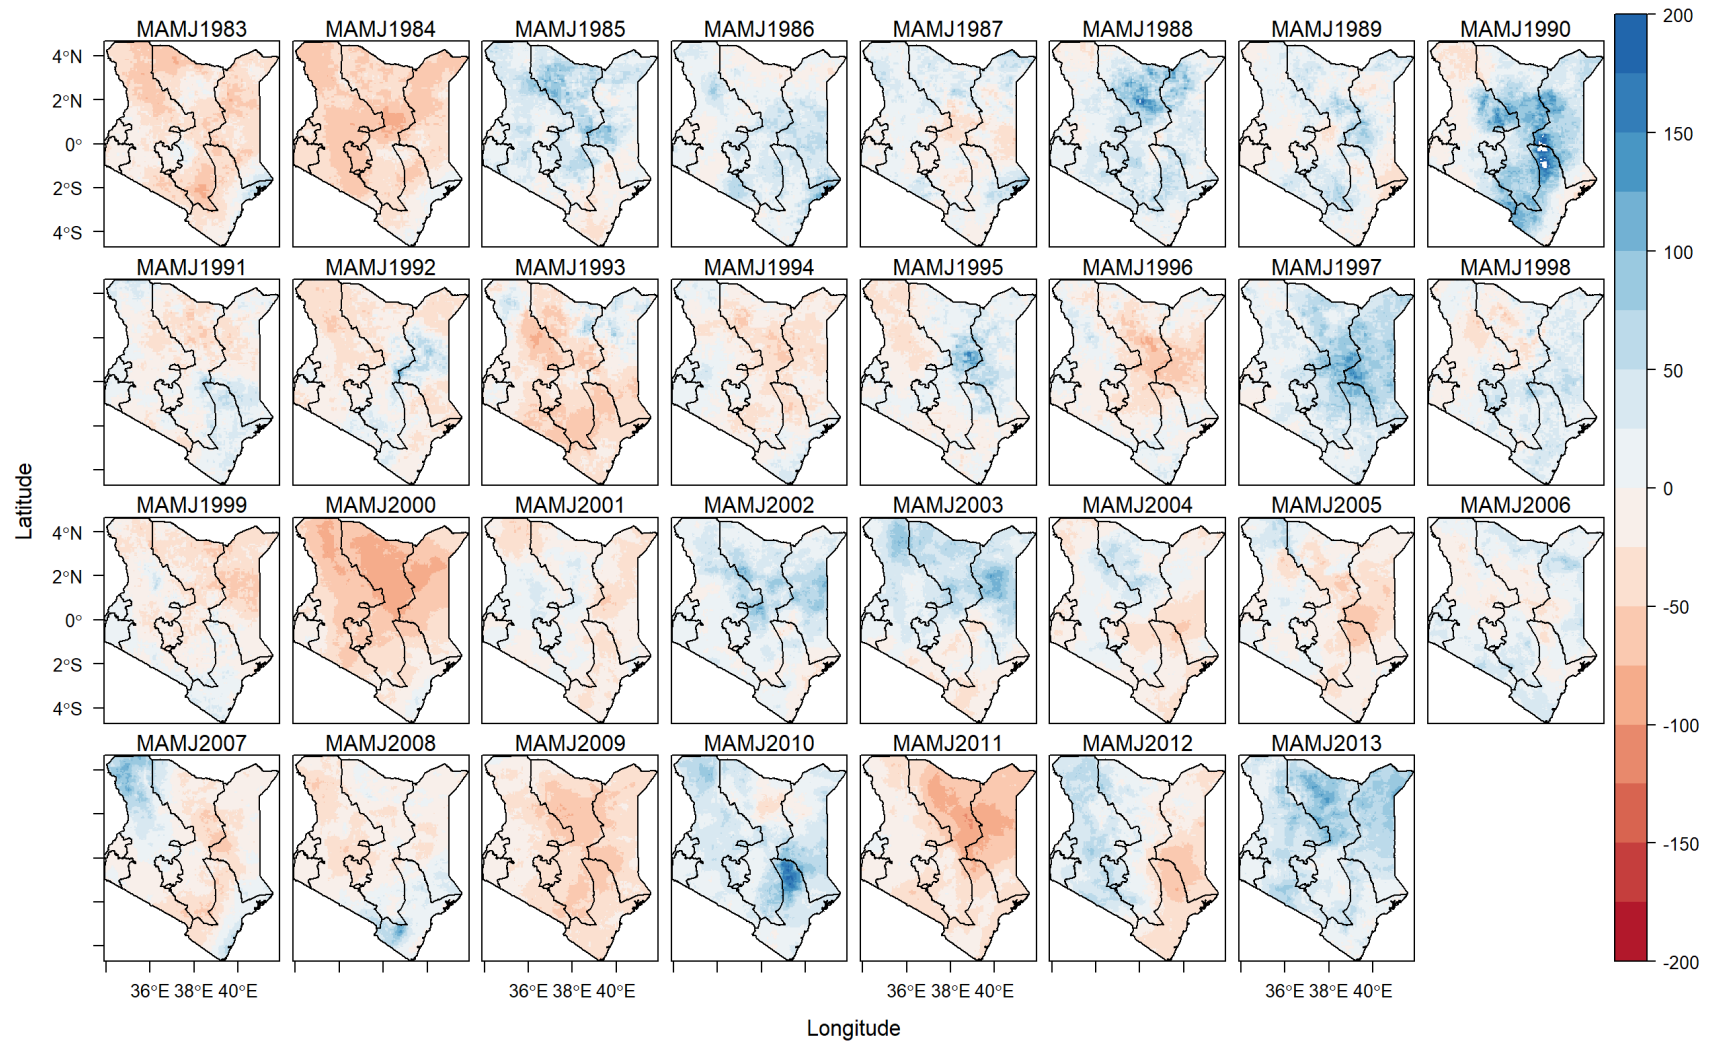 MAMJ1983 MAMJ1984 MAMJ1985 MAMJ1986 MAMJ1987 MAMJ1988 MAMJ1989 MAMJ1990
4°N
2°N
0°
2°S
4°S
MAMJ1991 MAMJ1992 MAMJ1993 MAMJ1994 MAMJ1995 MAMJ1996 MAMJ1997 MAMJ1998
MAMJ1999 MAMJ2000 MAMJ2001 MAMJ2002 MAMJ2003 MAMJ2004 MAMJ2005 MAMJ2006
4°N
2°N
0°
2°S
4°S
MAMJ2007 MAMJ2008 MAMJ2009 MAMJ2010 MAMJ2011 MAMJ2012 MAMJ2013
36°E 38°E 40°E 36°E 38°E 40°E 36°E 38°E 40°E 36°E 38°E 40°E
Longitude
Latitude
200
150
100
50
0
-50
-100
-150
-200